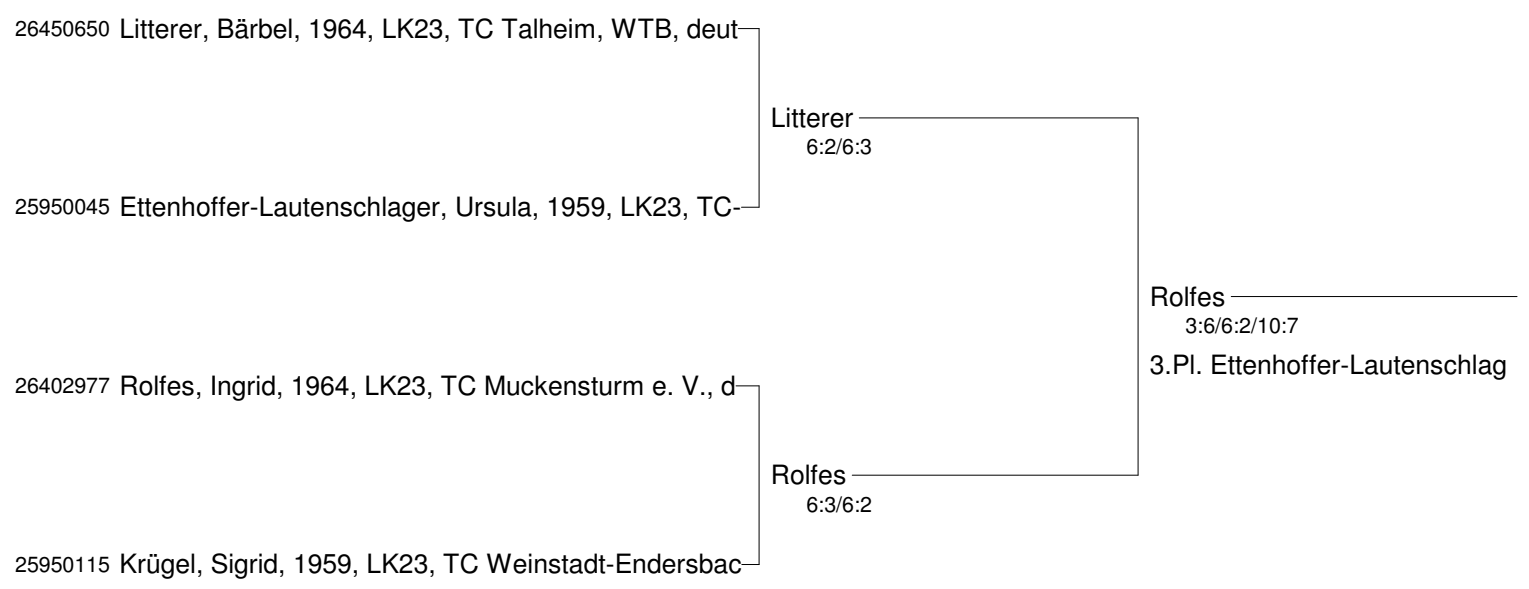 26450650 Litterer, Bärbel, 1964, LK23, TC Talheim, WTB, deut
Litterer
6:2/6:3
25950045 Ettenhoffer-Lautenschlager, Ursula, 1959, LK23, TC-
Rolfes
3:6/6:2/10:7
3.Pl. Ettenhoffer-Lautenschlag
26402977 Rolfes, Ingrid, 1964, LK23, TC Muckensturm e. V., d
Rolfes
6:3/6:2
25950115 Krügel, Sigrid, 1959, LK23, TC Weinstadt-Endersbac